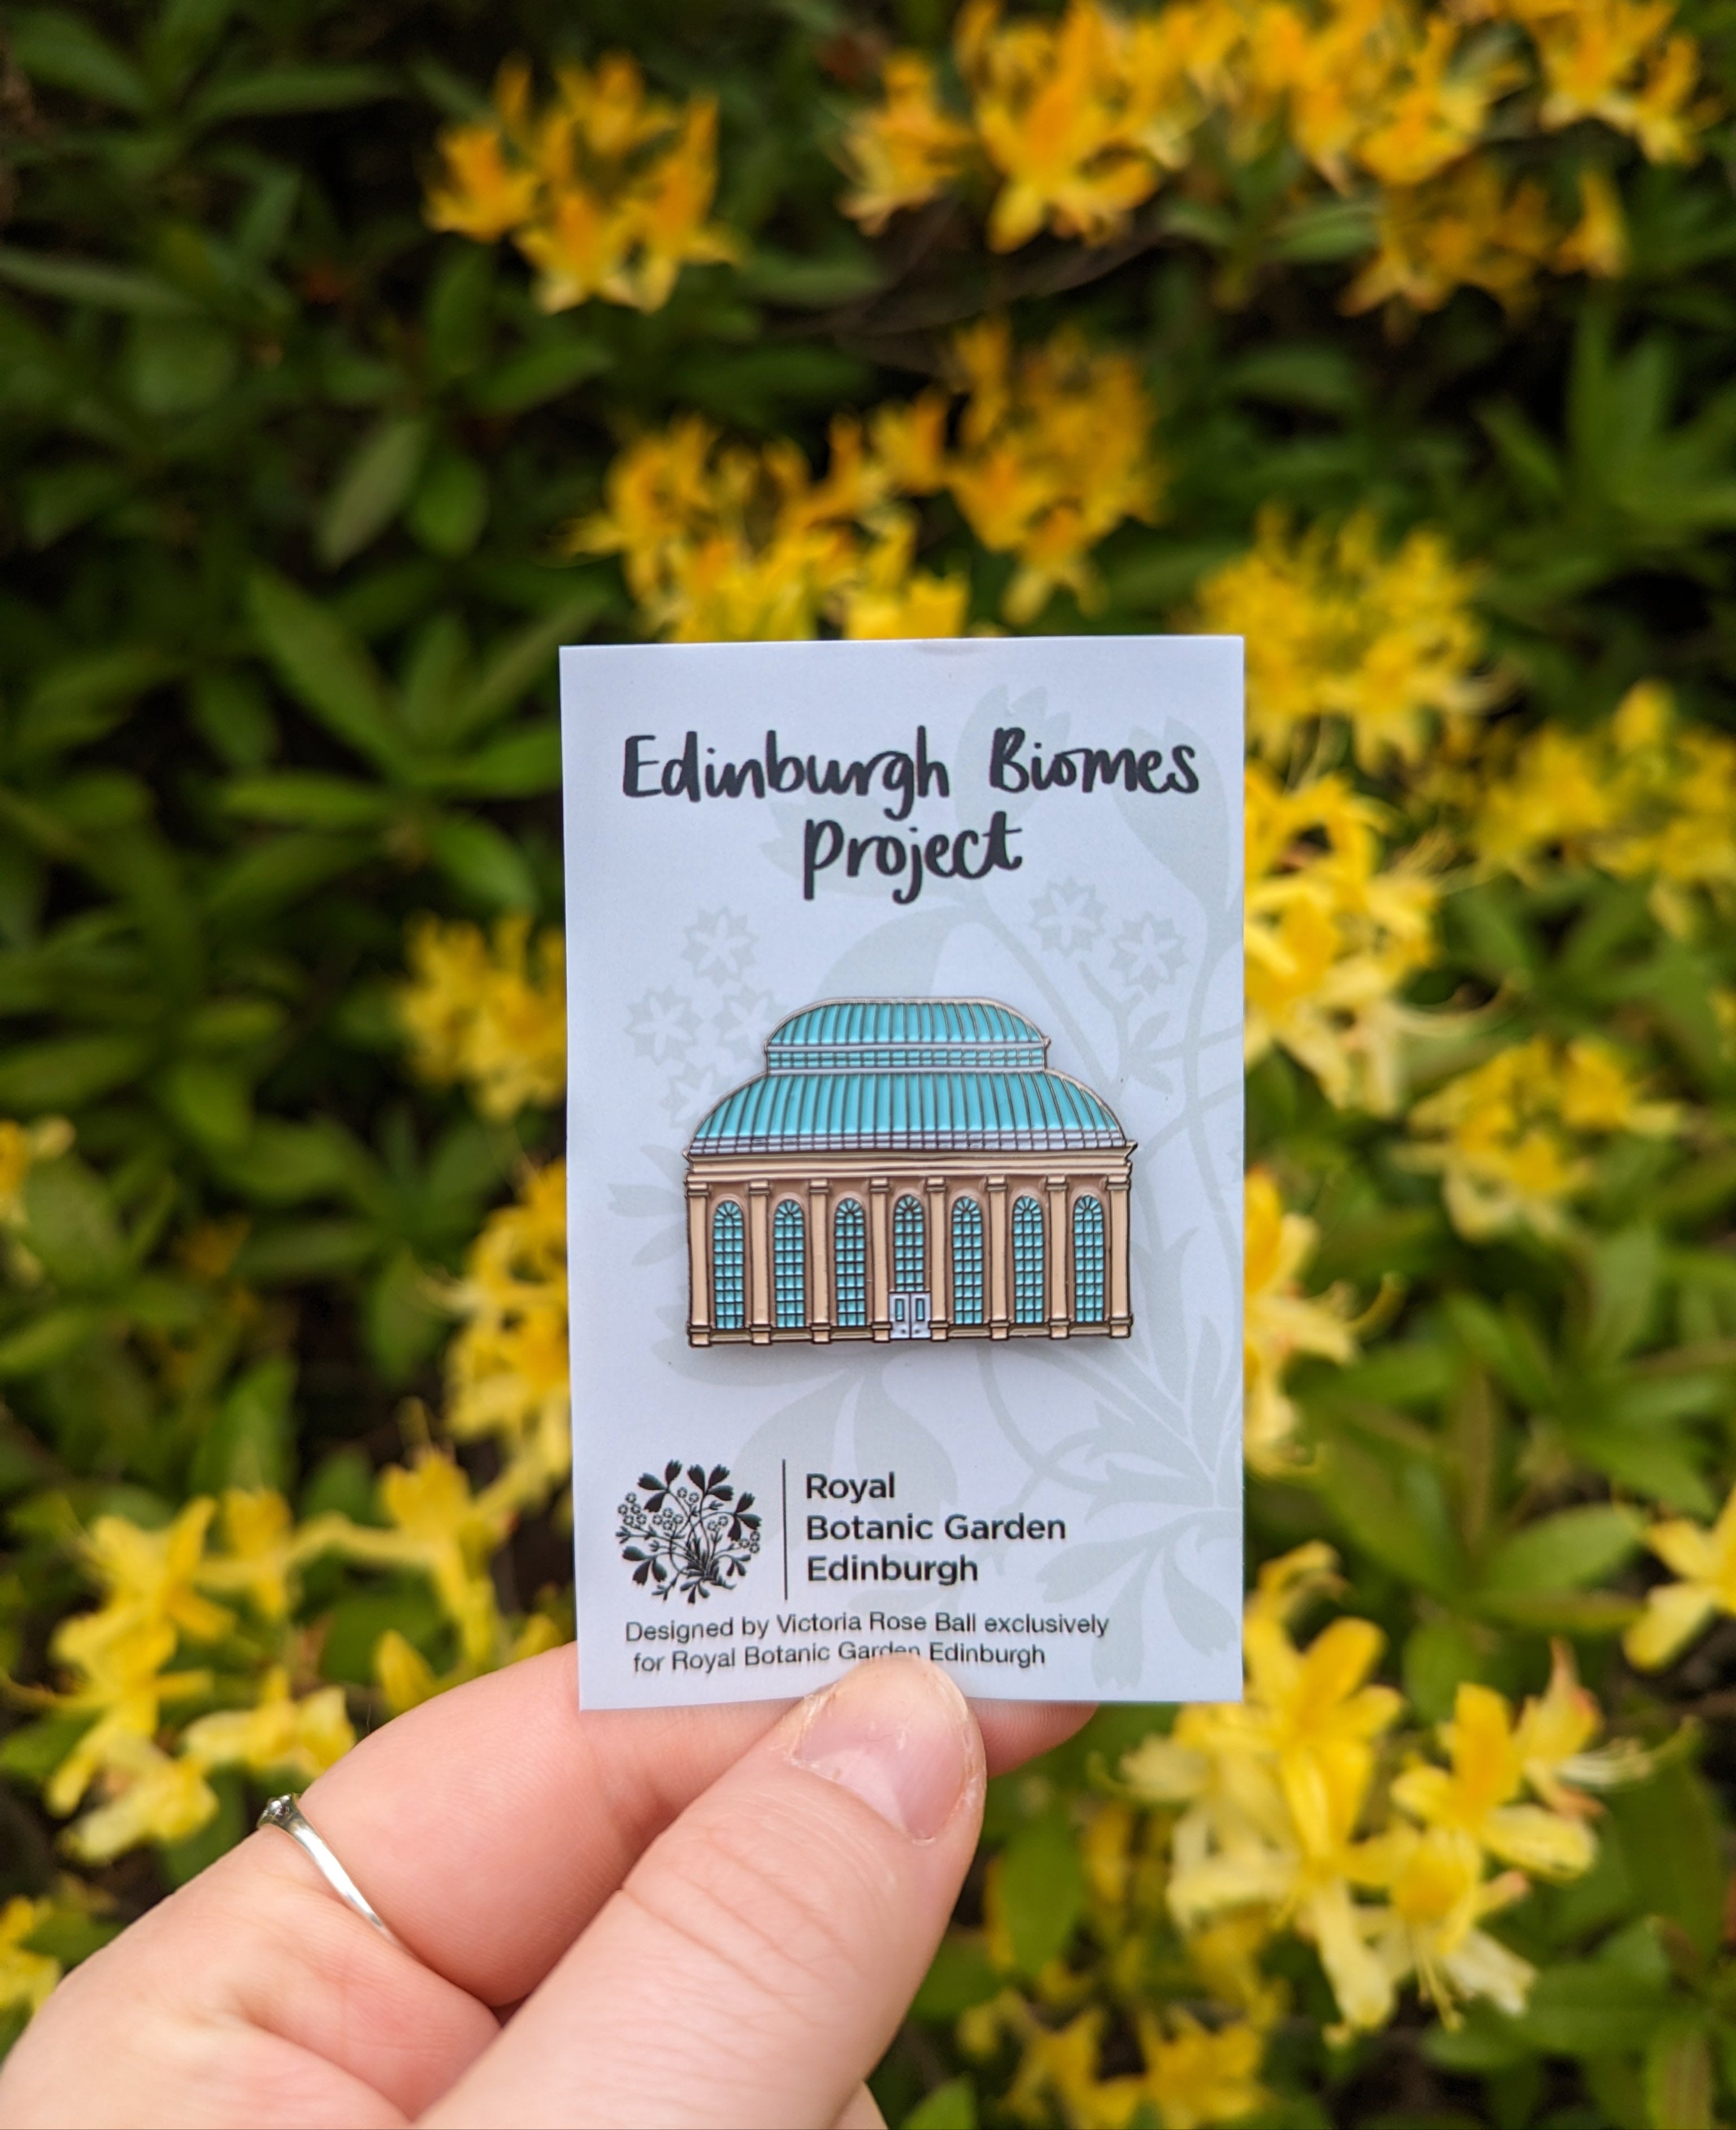 Edinburgh Biomes
Project
Royal
Botanic Garden
Edinburgh
Designed by Victoria Rose Ball exclusively
for Royal Botanic Garden Edinburgh